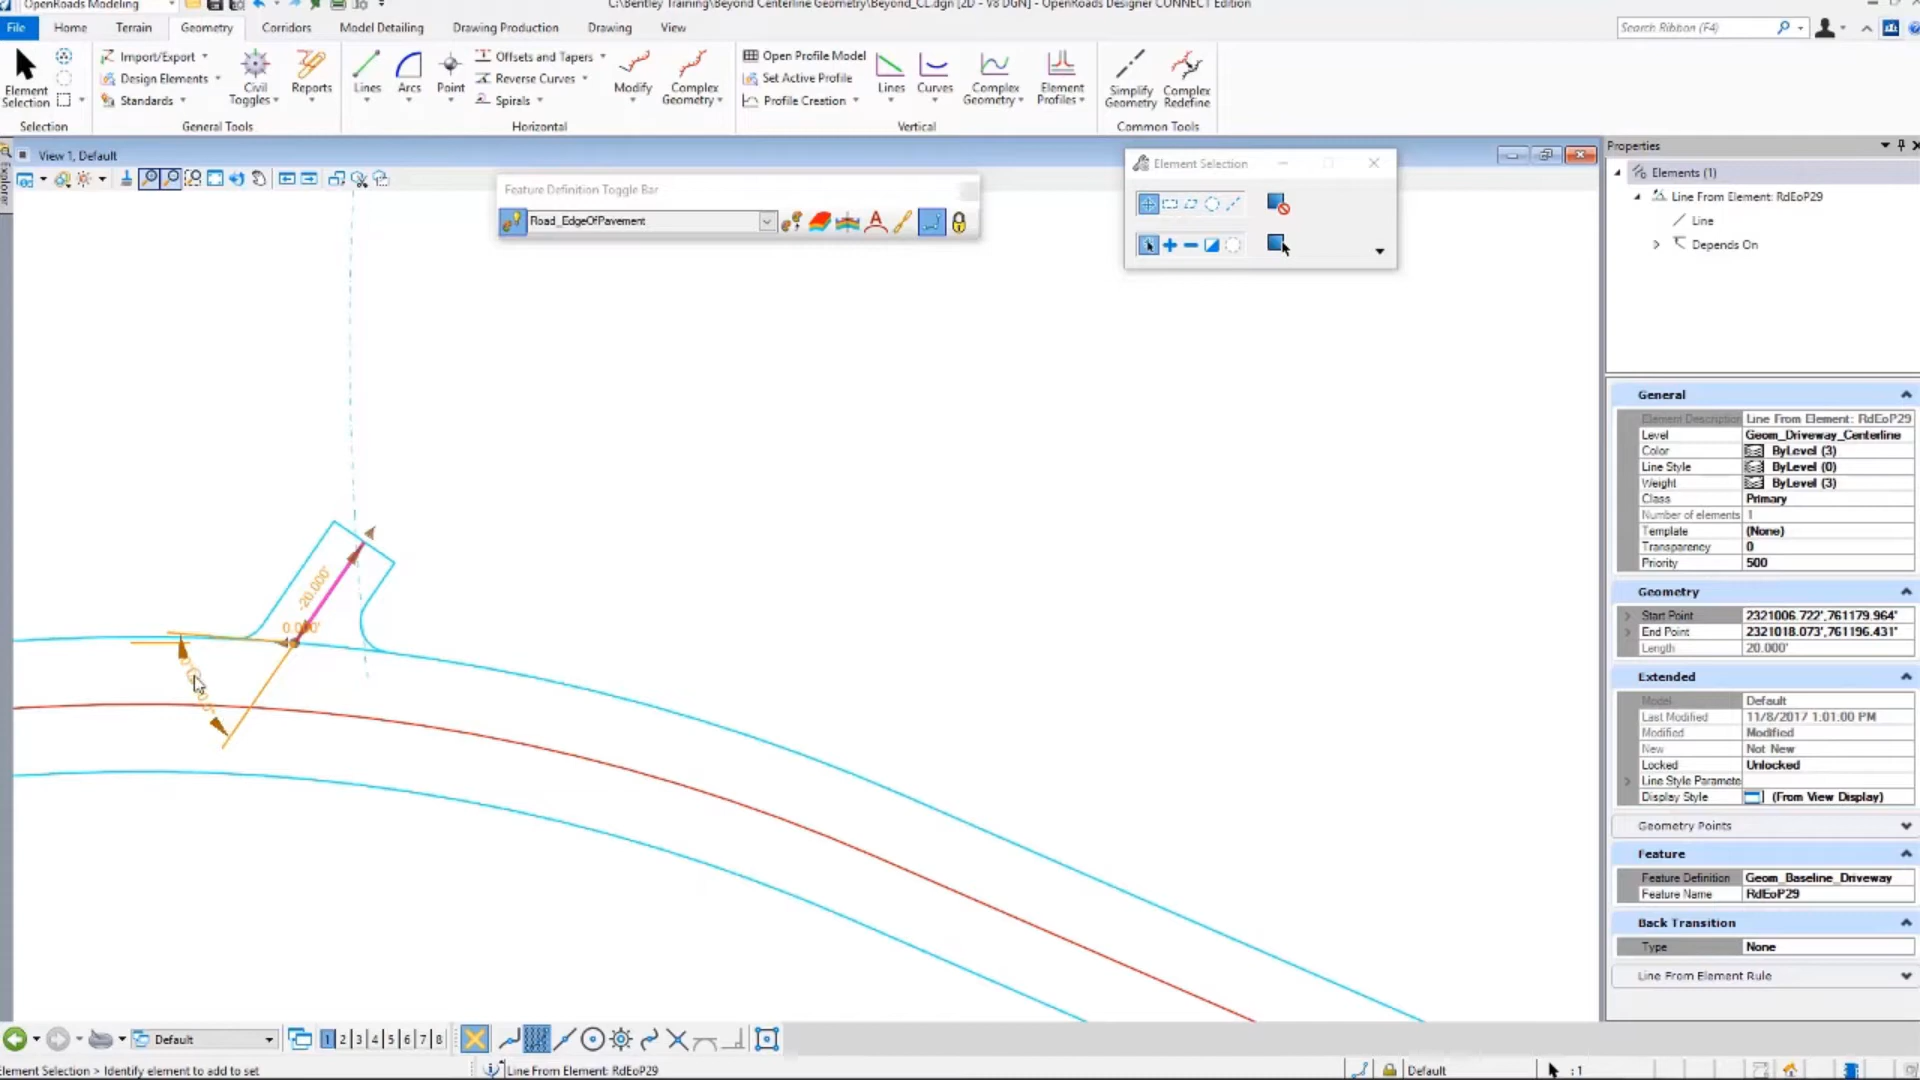 OpenRoads Modeling
C:\Bentley Training\Beyond Centerline Geometry\Beyond_CL.dgn [2D - V8 DGN] - OpenRoads Designer CONNECT Edition
File Home Terrain Geometry Corridors Model Detailing Drawing Production Drawing View
Search Ribbon (F4)
Element Selection
Selection
Import/Export
Design Elements
Standards
Civil Toggles
Reports
General Tools
Lines
Arcs
Point
Offsets and Tapers
Reverse Curves
Spirals
Modify
Complex Geometry
Horizontal
Open Profile Model
Set Active Profile
Profile Creation
Lines
Curves
Complex Geometry
Element Profiles
Vertical
Simplify Geometry
Complex Redefine
Common Tools
Explorer
View 1, Default
Feature Definition Toggle Bar
Road_EdgeOfPavement
Element Selection
-20.000'
Properties
Elements (1)
Line From Element: RdEoP29
Line
Depends On
General
Element Description Line From Element: RdEoP29
Level Geom_Driveway_Centerline
Color ByLevel (3)
Line Style ByLevel (0)
Weight ByLevel (3)
Class Primary
Number of elements 1
Template (None)
Transparency 0
Priority 500
Geometry
Start Point 2321006.722',761179.964'
End Point 2321018.073',761196.431'
Length 20.000'
Extended
Model Default
Last Modified 11/8/2017 1:01:00 PM
Modified Modified
New Not New
Locked Unlocked
Line Style Paramete
Display Style (From View Display)
Geometry Points
Feature
Feature Definition Geom_Baseline_Driveway
Feature Name RdEoP29
Back Transition
Type None
Line From Element Rule
Default
1 2 3 4 5 6 7 8
Element Selection > Identify element to add to set
Line From Element: RdEoP29
Default
: 1